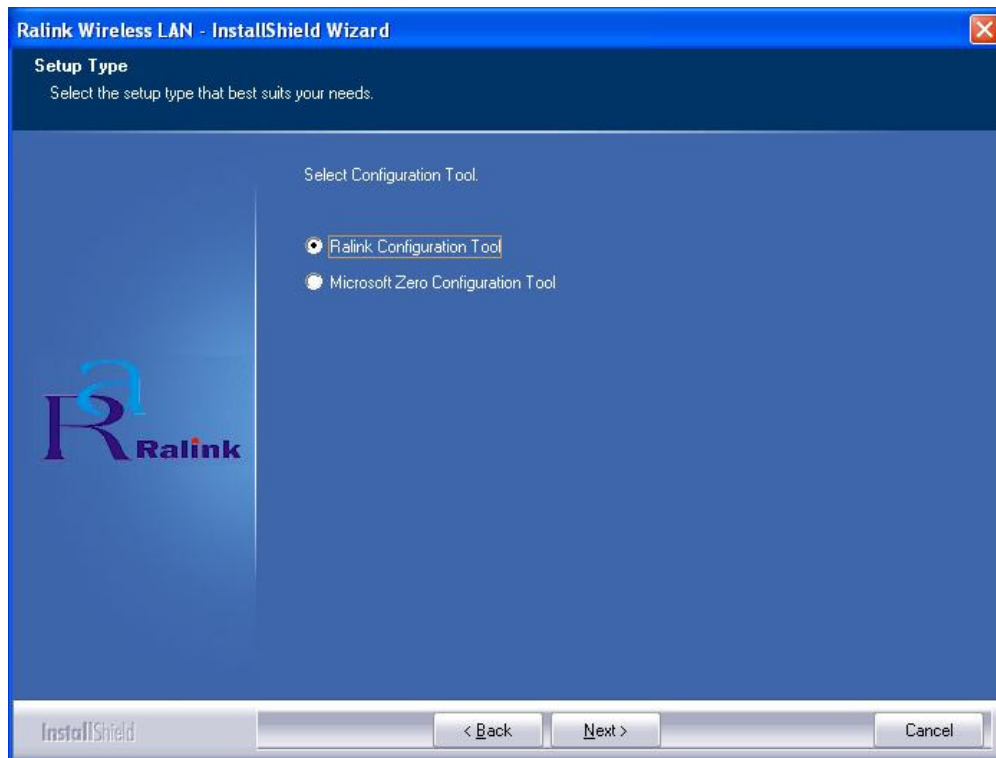 Ralink Wireless LAN - InstallShield Wizard
Setup Type
Select the setup type that best suits your needs.
Select Configuration Tool.
Ralink Configuration Tool
Microsoft Zero Configuration Tool
Ra
Ralink
InstallShield
< Back
Next >
Cancel